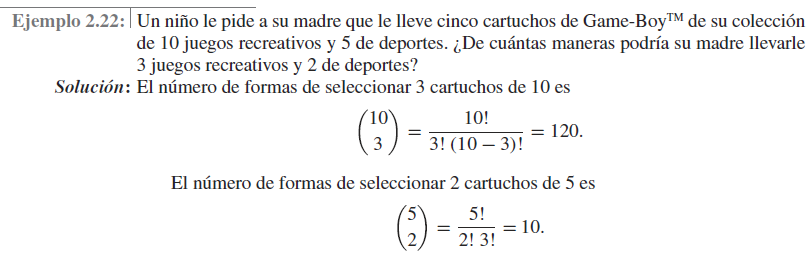 Ejemplo 2.22: Un niño le pide a su madre que le lleve cinco cartuchos de Game-Boy™ de su colección
de 10 juegos recreativos y 5 de deportes. ¿De cuántas maneras podría su madre llevarle
3 juegos recreativos y 2 de deportes?
Solución: El número de formas de seleccionar 3 cartuchos de 10 es
(10 3) = 10! / 3! (10 − 3)! = 120.
El número de formas de seleccionar 2 cartuchos de 5 es
(5 2) = 5! / 2! 3! = 10.